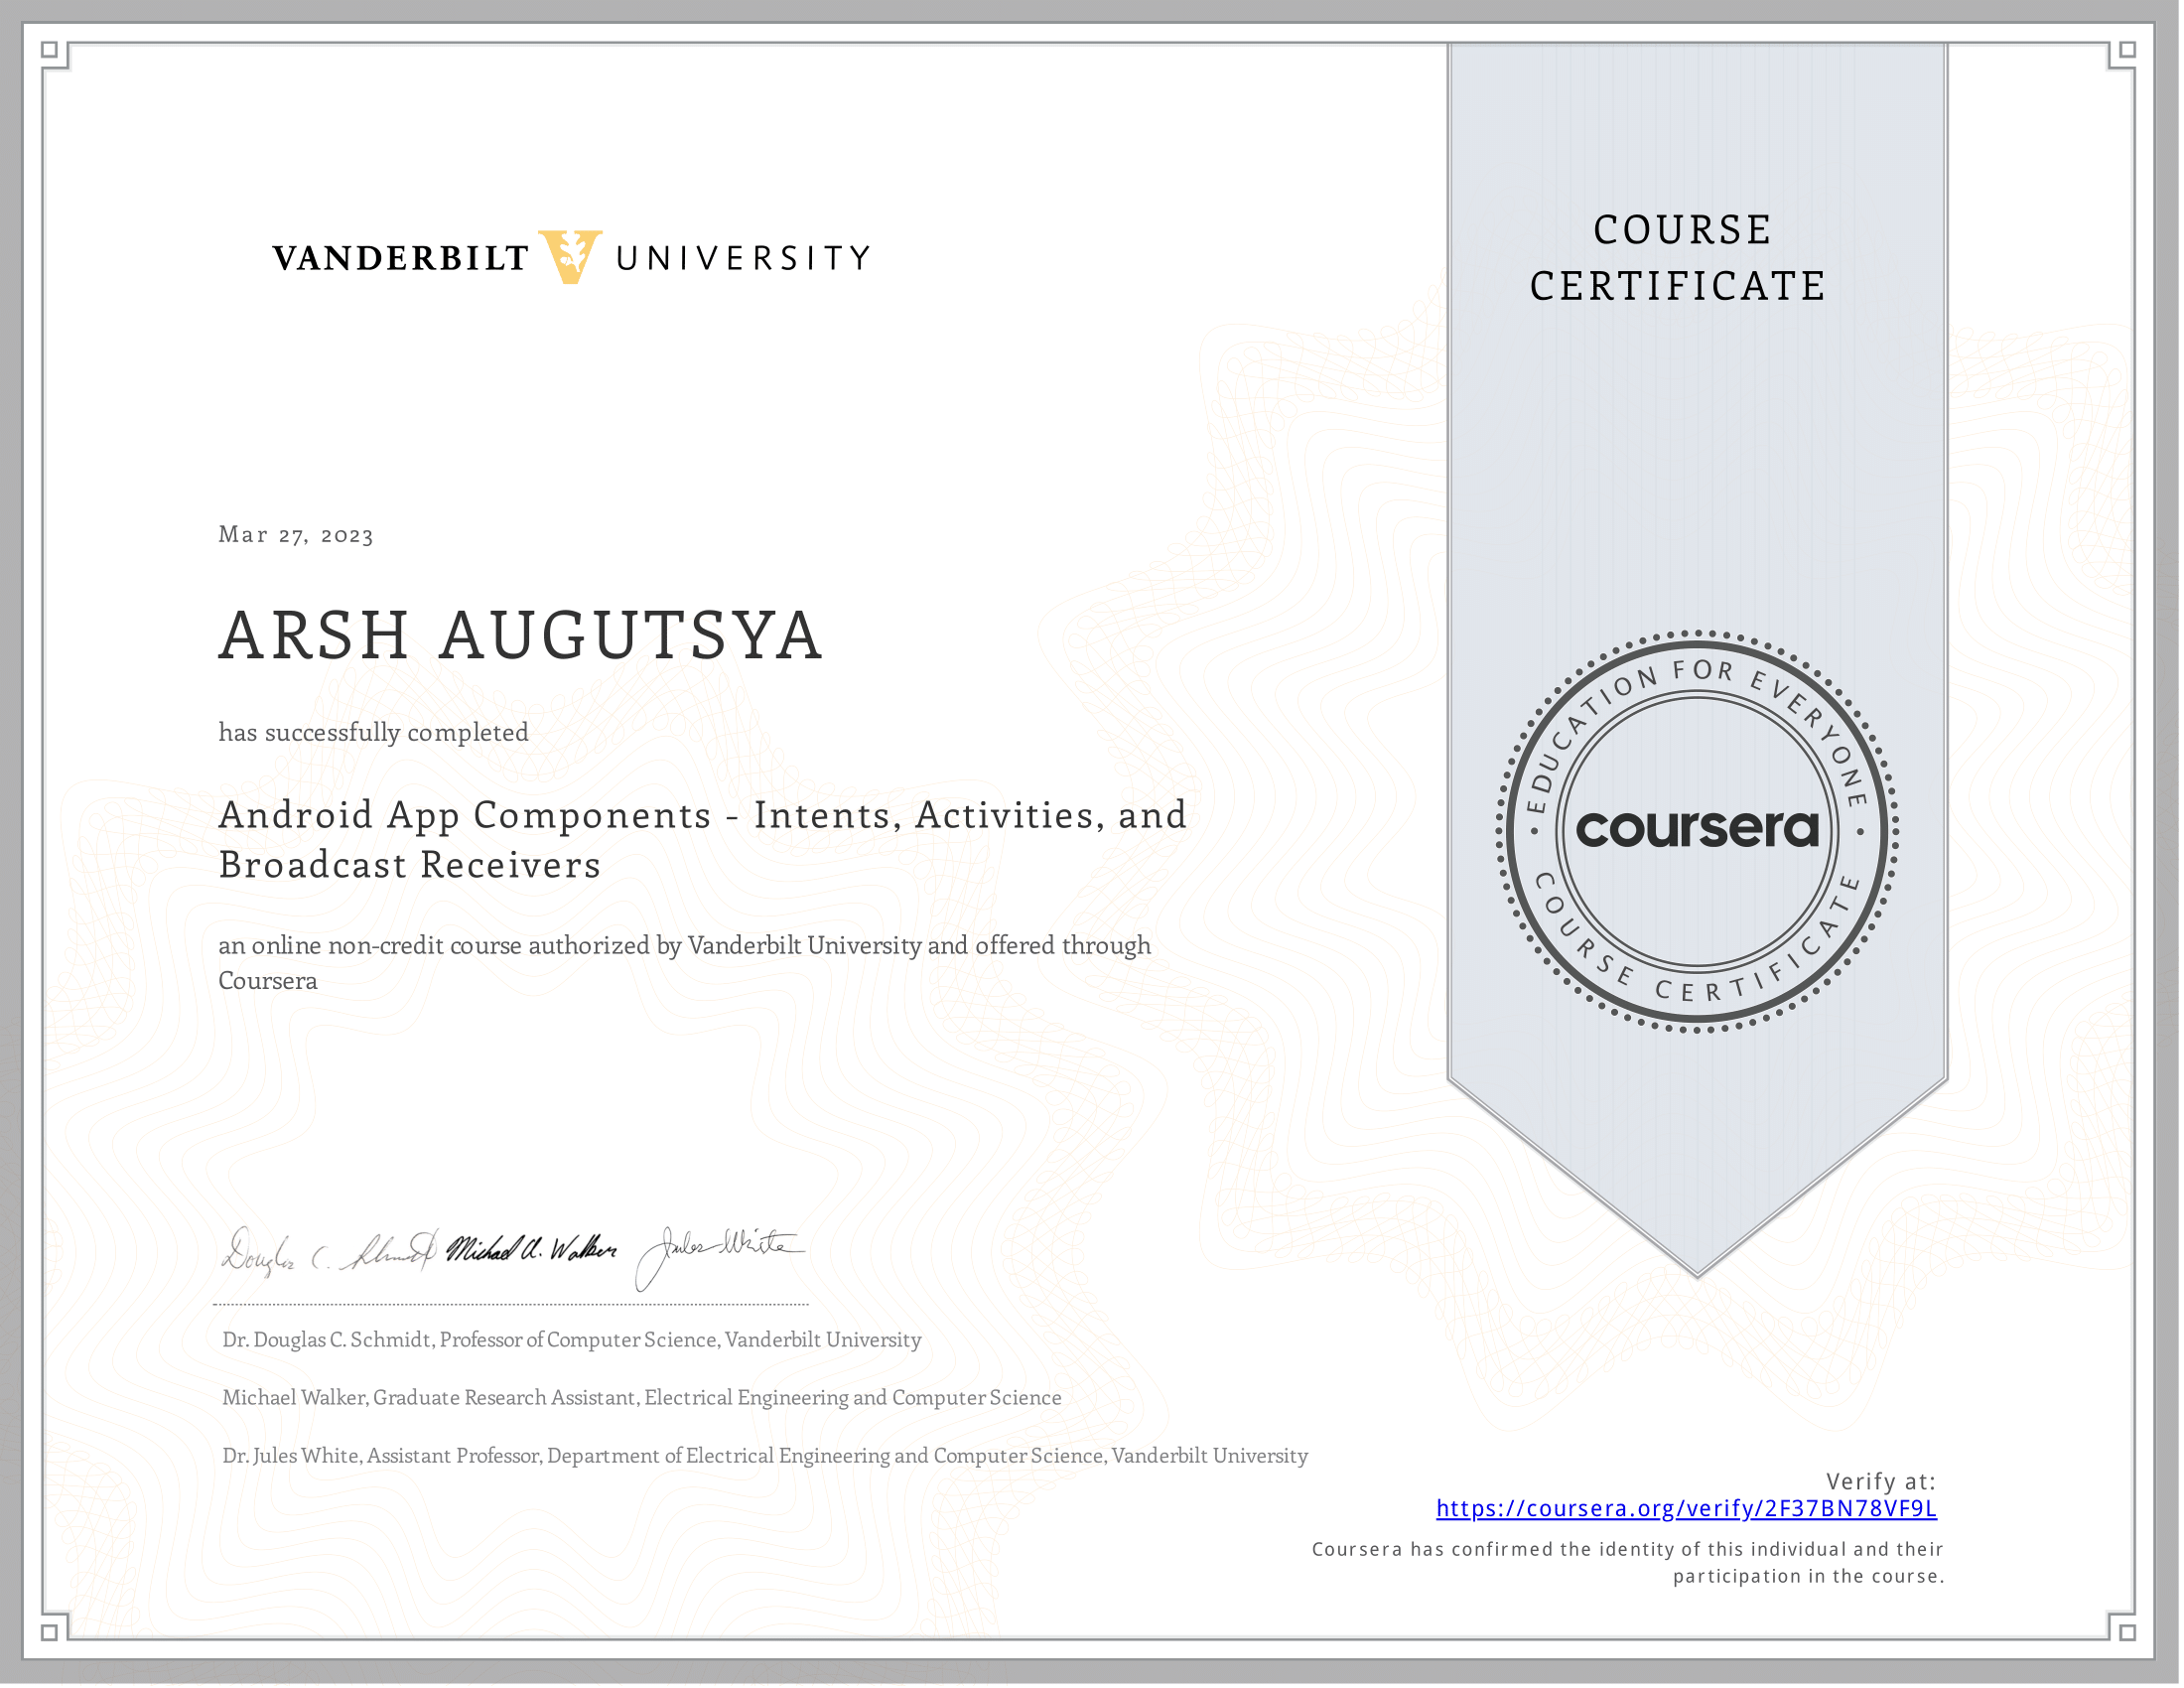 VANDERBILT UNIVERSITY
COURSE
CERTIFICATE
Mar 27, 2023
ARSH AUGUTSYA
has successfully completed
Android App Components - Intents, Activities, and
Broadcast Receivers
an online non-credit course authorized by Vanderbilt University and offered through
Coursera
EDUCATION FOR EVERYONE
coursera
COURSE CERTIFICATE
Douglas C. Schmidt Michael A. Walker Jules White
Dr. Douglas C. Schmidt, Professor of Computer Science, Vanderbilt University
Michael Walker, Graduate Research Assistant, Electrical Engineering and Computer Science
Dr. Jules White, Assistant Professor, Department of Electrical Engineering and Computer Science, Vanderbilt University
Verify at:
https://coursera.org/verify/2F37BN78VF9L
Coursera has confirmed the identity of this individual and their
participation in the course.